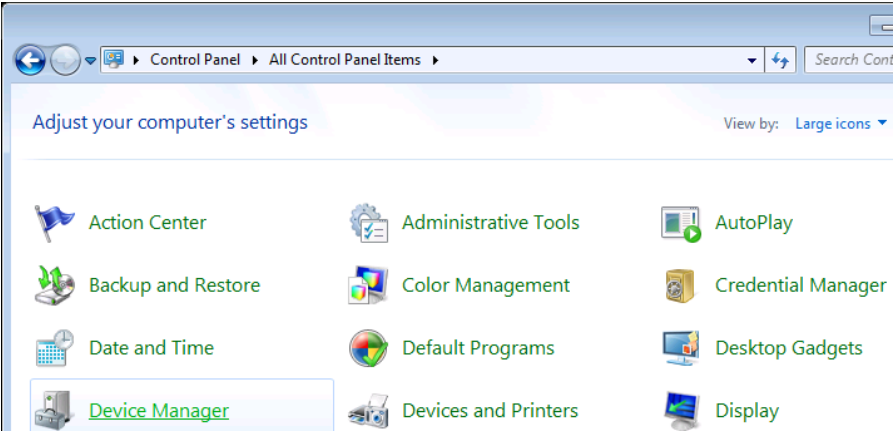 Control Panel All Control Panel Items Search Cont
Adjust your computer's settings View by: Large icons
Action Center Administrative Tools AutoPlay
Backup and Restore Color Management Credential Manager
Date and Time Default Programs Desktop Gadgets
Device Manager Devices and Printers Display